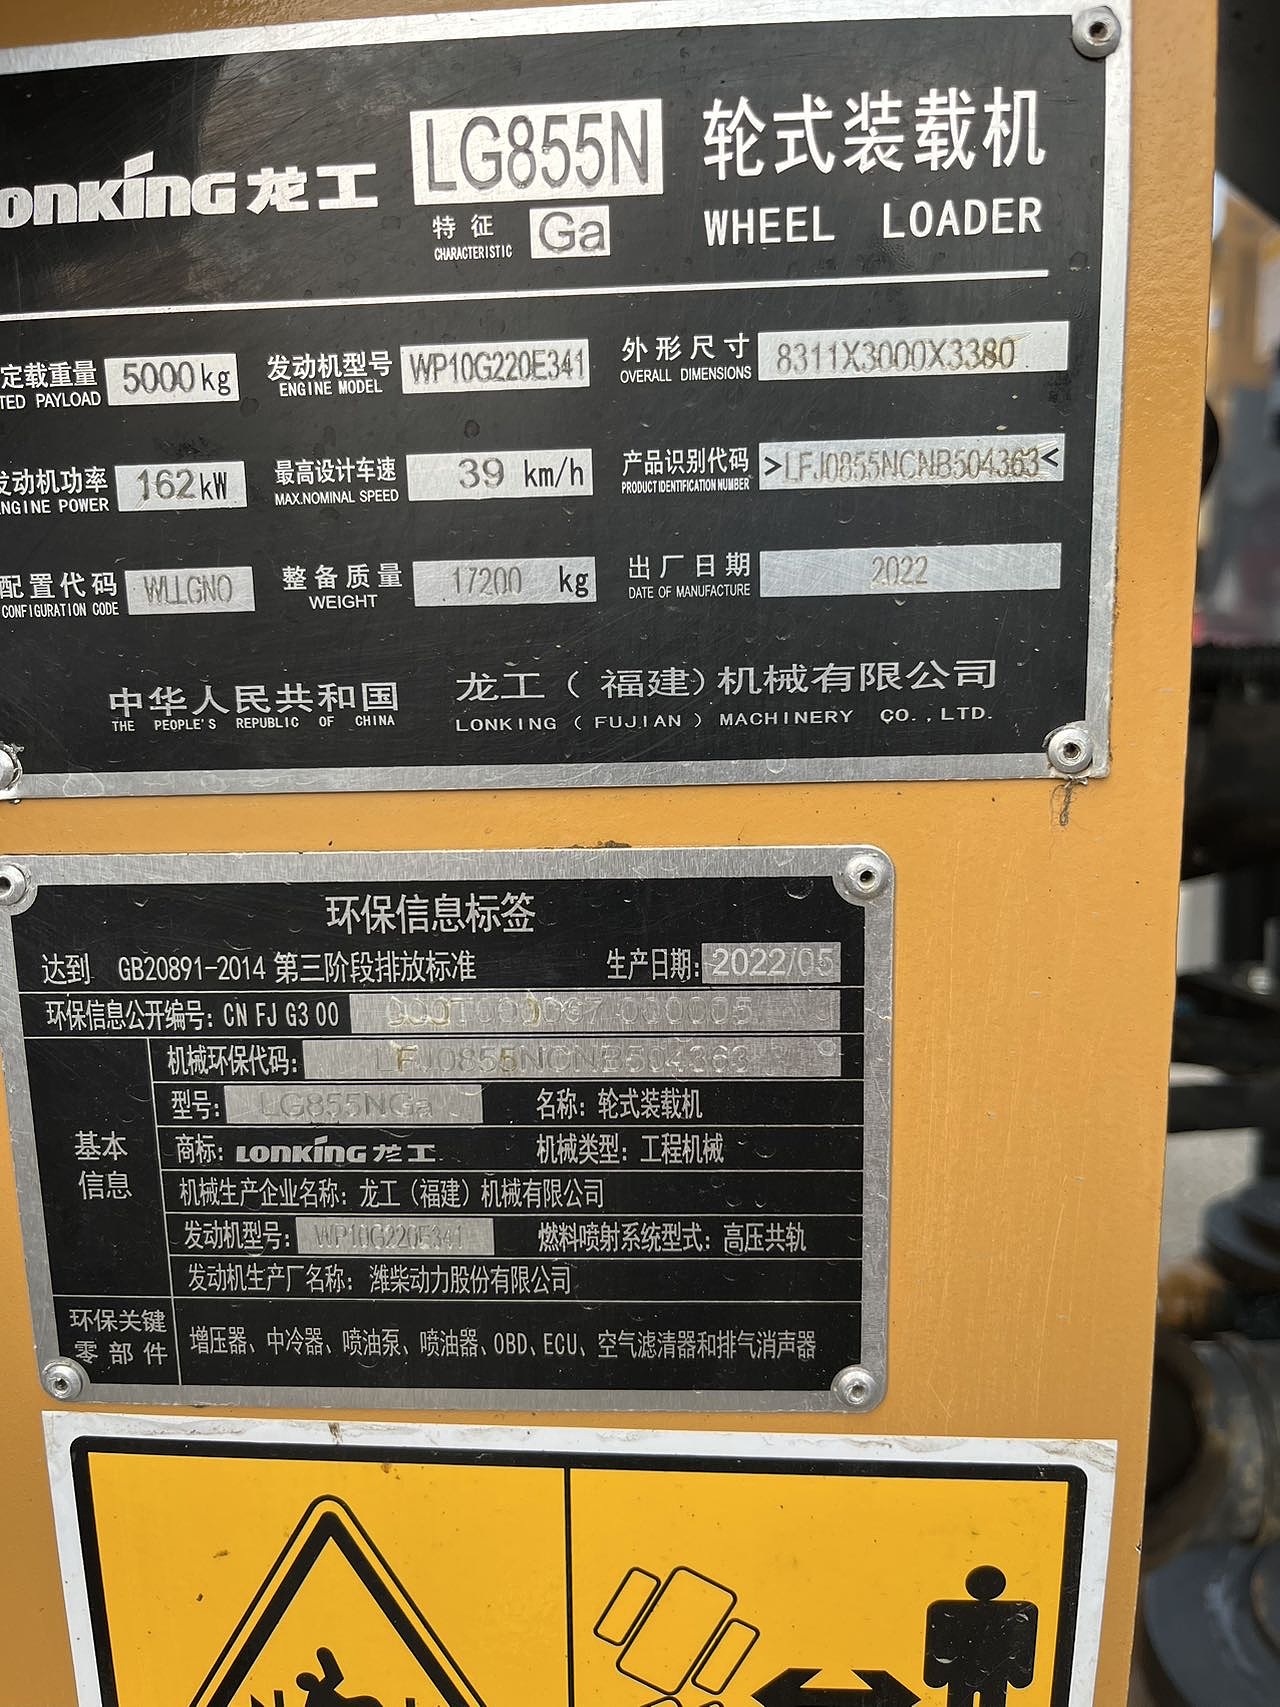 LONKING 龙工 LG855N 轮式装载机
特征 CHARACTERISTIC Ga WHEEL LOADER
定载重量 TED PAYLOAD 5000kg 发动机型号 ENGINE MODEL WP10G220E341 外形尺寸 OVERALL DIMENSIONS 8311X3000X3380
发动机功率 ENGINE POWER 162kW 最高设计车速 MAX.NOMINAL SPEED 39 km/h 产品识别代码 PRODUCT IDENTIFICATION NUMBER >LFJ0855NCNB504363<
配置代码 CONFIGURATION CODE WLLGNO 整备质量 WEIGHT 17200 kg 出厂日期 DATE OF MANUFACTURE 2022
中华人民共和国 龙工(福建)机械有限公司
THE PEOPLE'S REPUBLIC OF CHINA LONKING (FUJIAN) MACHINERY CO.,LTD.
环保信息标签
达到 GB20891-2014 第三阶段排放标准 生产日期: 2022/05
环保信息公开编号: CN FJ G3 00
机械环保代码: LFJ0855NCNB504363
型号: LG855NGa 名称: 轮式装载机
基本信息
商标: LONKING 龙工 机械类型: 工程机械
机械生产企业名称: 龙工(福建)机械有限公司
发动机型号: WP10G220E341 燃料喷射系统型式: 高压共轨
发动机生产厂名称: 潍柴动力股份有限公司
环保关键零部件 增压器、中冷器、喷油泵、喷油器、OBD、ECU、空气滤清器和排气消声器